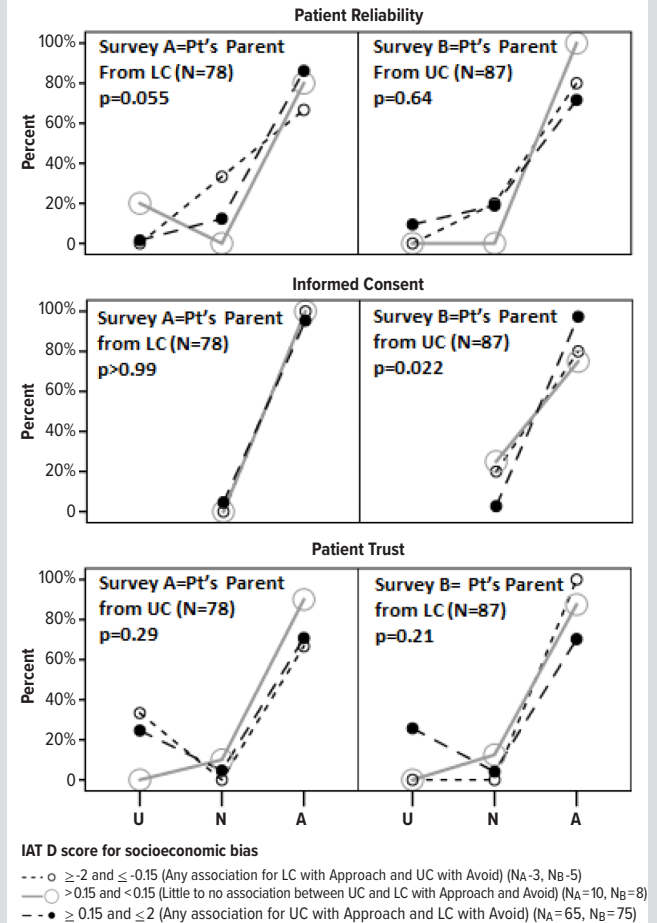 Patient Reliability
100%
80%
60%
40%
20%
0
Percent
Survey A=Pt's Parent
From LC (N=78)
p=0.055
Survey B=Pt's Parent
From UC (N=87)
p=0.64
Informed Consent
100%
80%
60%
40%
20%
0
Percent
Survey A=Pt's Parent
from LC (N=78)
p>0.99
Survey B=Pt's Parent
from UC (N=87)
p=0.022
Patient Trust
100%
80%
60%
40%
20%
0
Percent
Survey A=Pt's Parent
from UC (N=78)
p=0.29
Survey B= Pt's Parent
from LC (N=87)
p=0.21
U N A U N A
IAT D score for socioeconomic bias
≥-2 and ≤ -0.15 (Any association for LC with Approach and UC with Avoid) (NA-3, NB-5)
>0.15 and <0.15 (Little to no association between UC and LC with Approach and Avoid) (NA=10, NB=8)
≥ 0.15 and ≤2 (Any association for UC with Approach and LC with Avoid) (NA=65, NB=75)